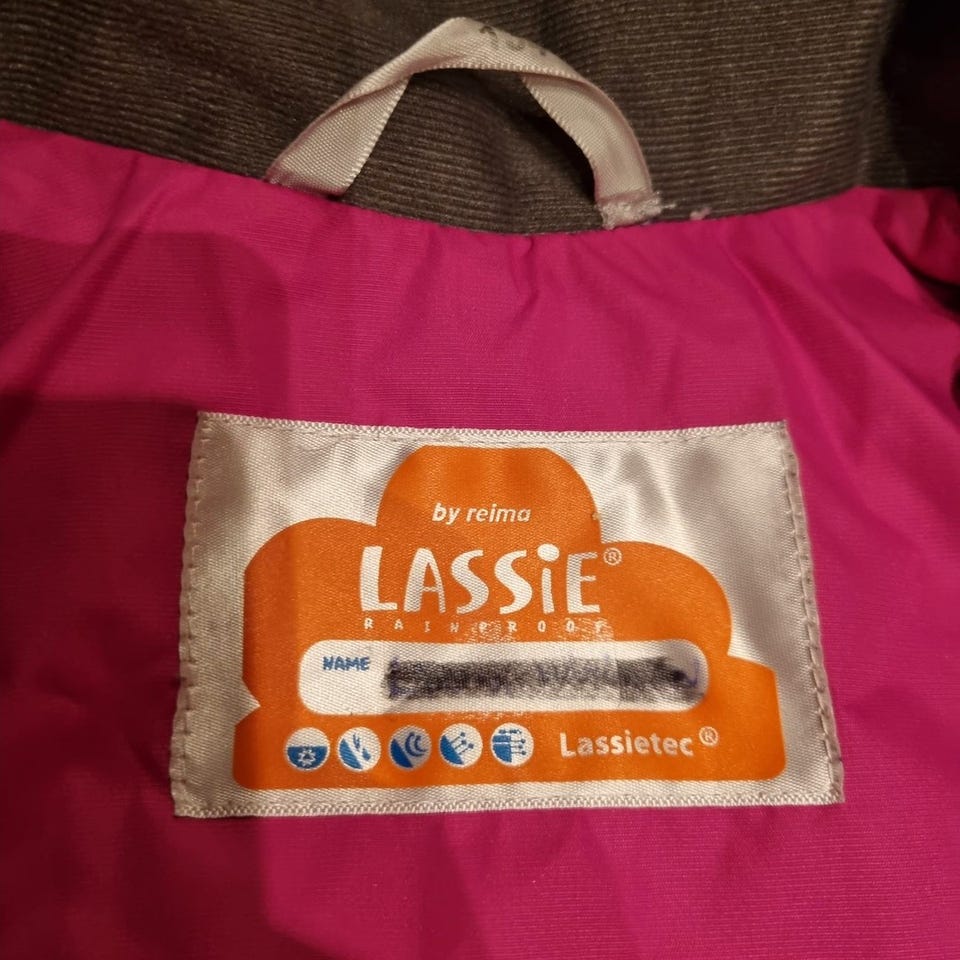 by reima
LASSiE®
RAINPROOF
NAME
Lassietec®